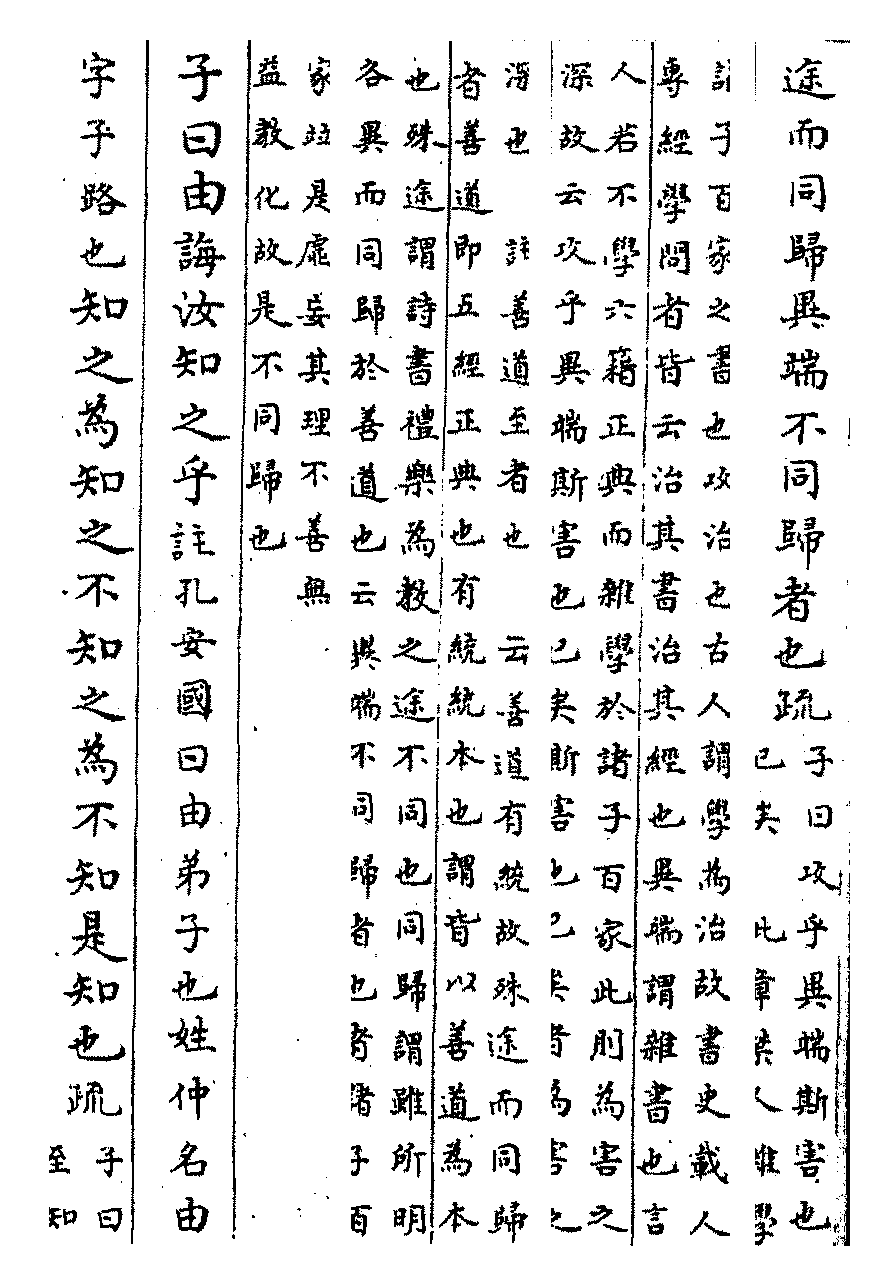 途而同歸異端不同歸者也疏子曰攻乎異端斯害也
已矣 此章禁人雜學
諸子百家之書也攻治也古人謂學為治故書史載人
專經學問者皆云治其書治其經也異端謂雜書也言
人若不學六籍正典而雜學於諸子百家此則為害之
深故云攻乎異端斯害也已矣斯害也已矣者為害之
深也 註善道至者也 云善道有統故殊途而同歸
者善道即五經正典也有統統本也謂皆以善道為本
也殊途謂詩書禮樂為教之途不同也同歸謂雖所明
各異而同歸於善道也云異端不同歸者也者諸子百
家竝是虛妄其理不善無
益教化故是不同歸也
子曰由誨汝知之乎註孔安國曰由弟子也姓仲名由
字子路也知之為知之不知之為不知是知也疏子曰
至知